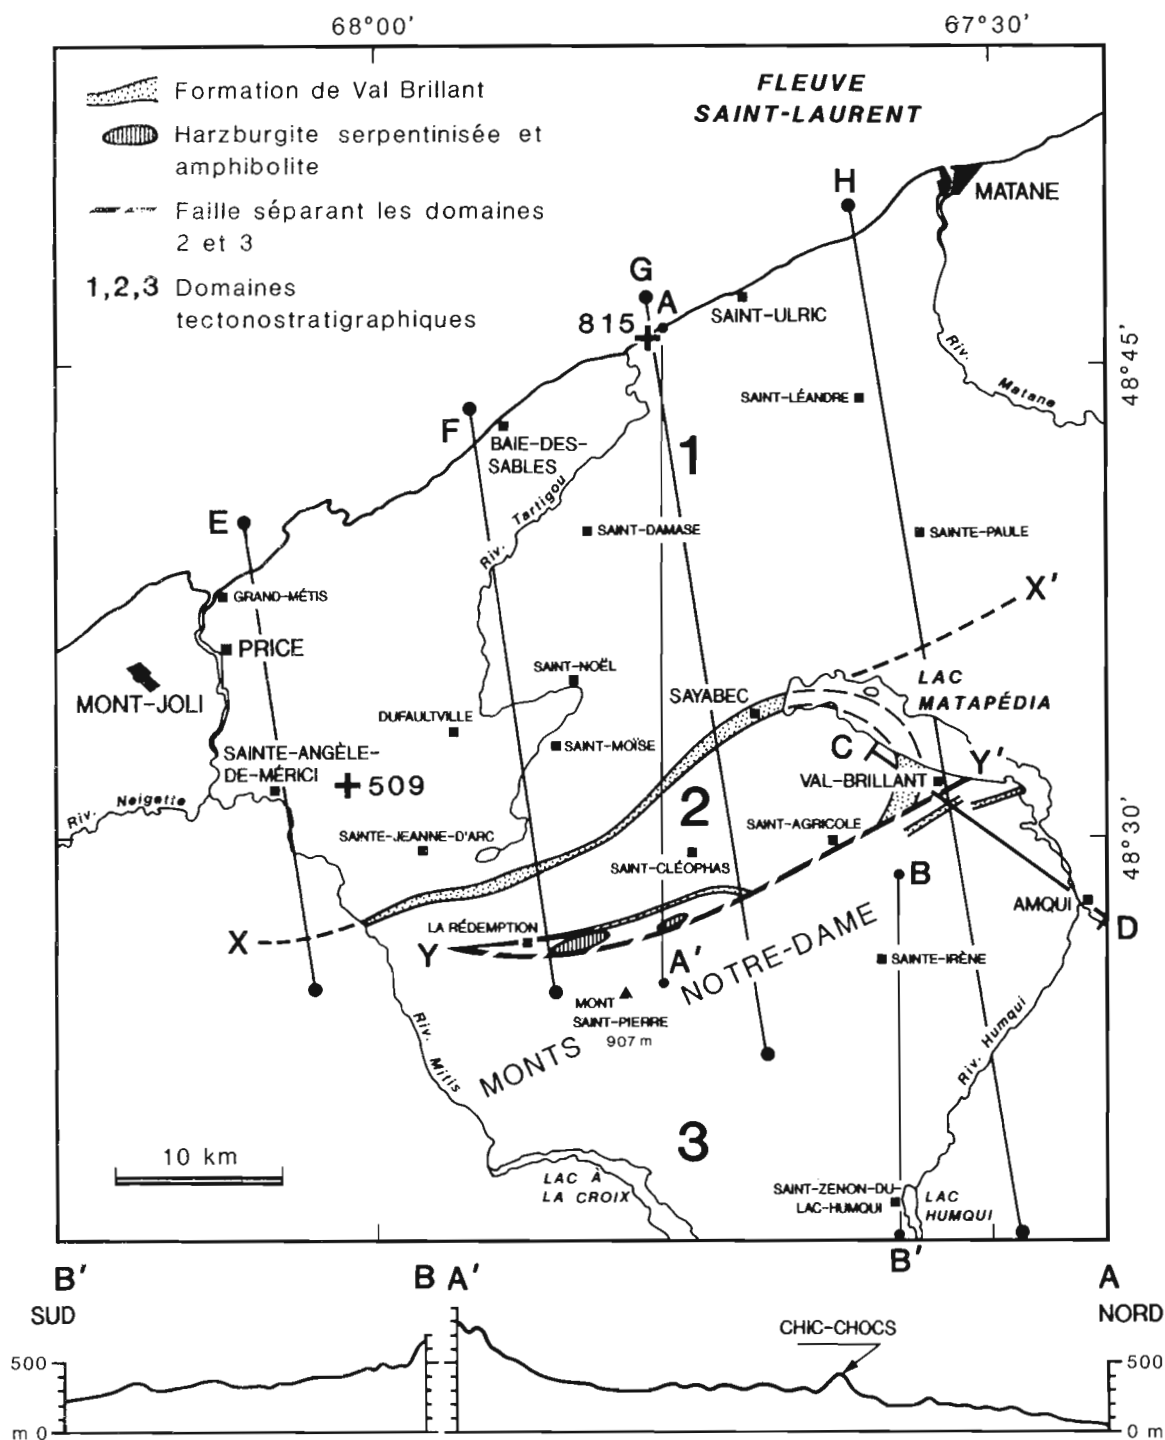 68°00'
67°30'
Formation de Val Brillant
Harzburgite serpentinisée et
amphibolite
Faille séparant les domaines
2 et 3
1,2,3 Domaines
tectonostratigraphiques
FLEUVE
SAINT-LAURENT
H
MATANE
G
A
815
SAINT-ULRIC
Riv.
Matane
48°45'
SAINT-LÉANDRE
F
BAIE-DES-
SABLES
1
Riv.
Tartigou
E
SAINT-DAMASE
SAINTE-PAULE
X'
GRAND-MÉTIS
PRICE
MONT-JOLI
SAINT-NOËL
SAYABEC
LAC
MATAPÉDIA
DUFAULTVILLE
SAINT-MOÏSE
SAINTE-ANGÈLE-
DE-MÉRICI
509
C
VAL-BRILLANT
Y'
Riv. Neigette
2
SAINTE-JEANNE-D'ARC
SAINT-AGRICOLE
SAINT-CLÉOPHAS
48°30'
B
AMQUI
D
X
LA RÉDEMPTION
Y
A'
SAINTE-IRÈNE
MONT
SAINT-PIERRE
907 m
MONTS NOTRE-DAME
Riv. Mitis
Riv. Humqui
3
10 km
LAC À
LA CROIX
SAINT-ZENON-DU-
LAC-HUMQUI
LAC
HUMQUI
B'
B'
B
A'
A
SUD
NORD
CHIC-CHOCS
500
500
m 0
0 m